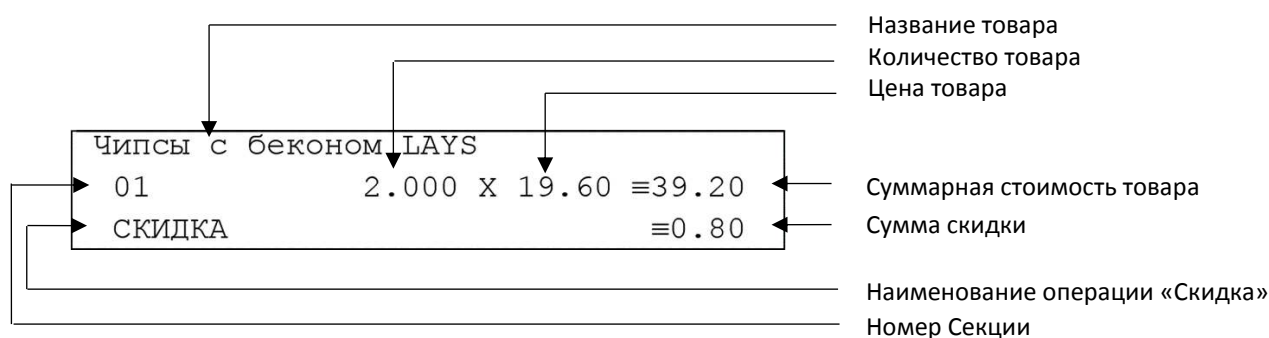 Название товара
Количество товара
Цена товара
Чипсы с беконом LAYS
01 2.000 X 19.60 ≡39.20
Суммарная стоимость товара
СКИДКА ≡0.80
Сумма скидки
Наименование операции «Скидка»
Номер Секции